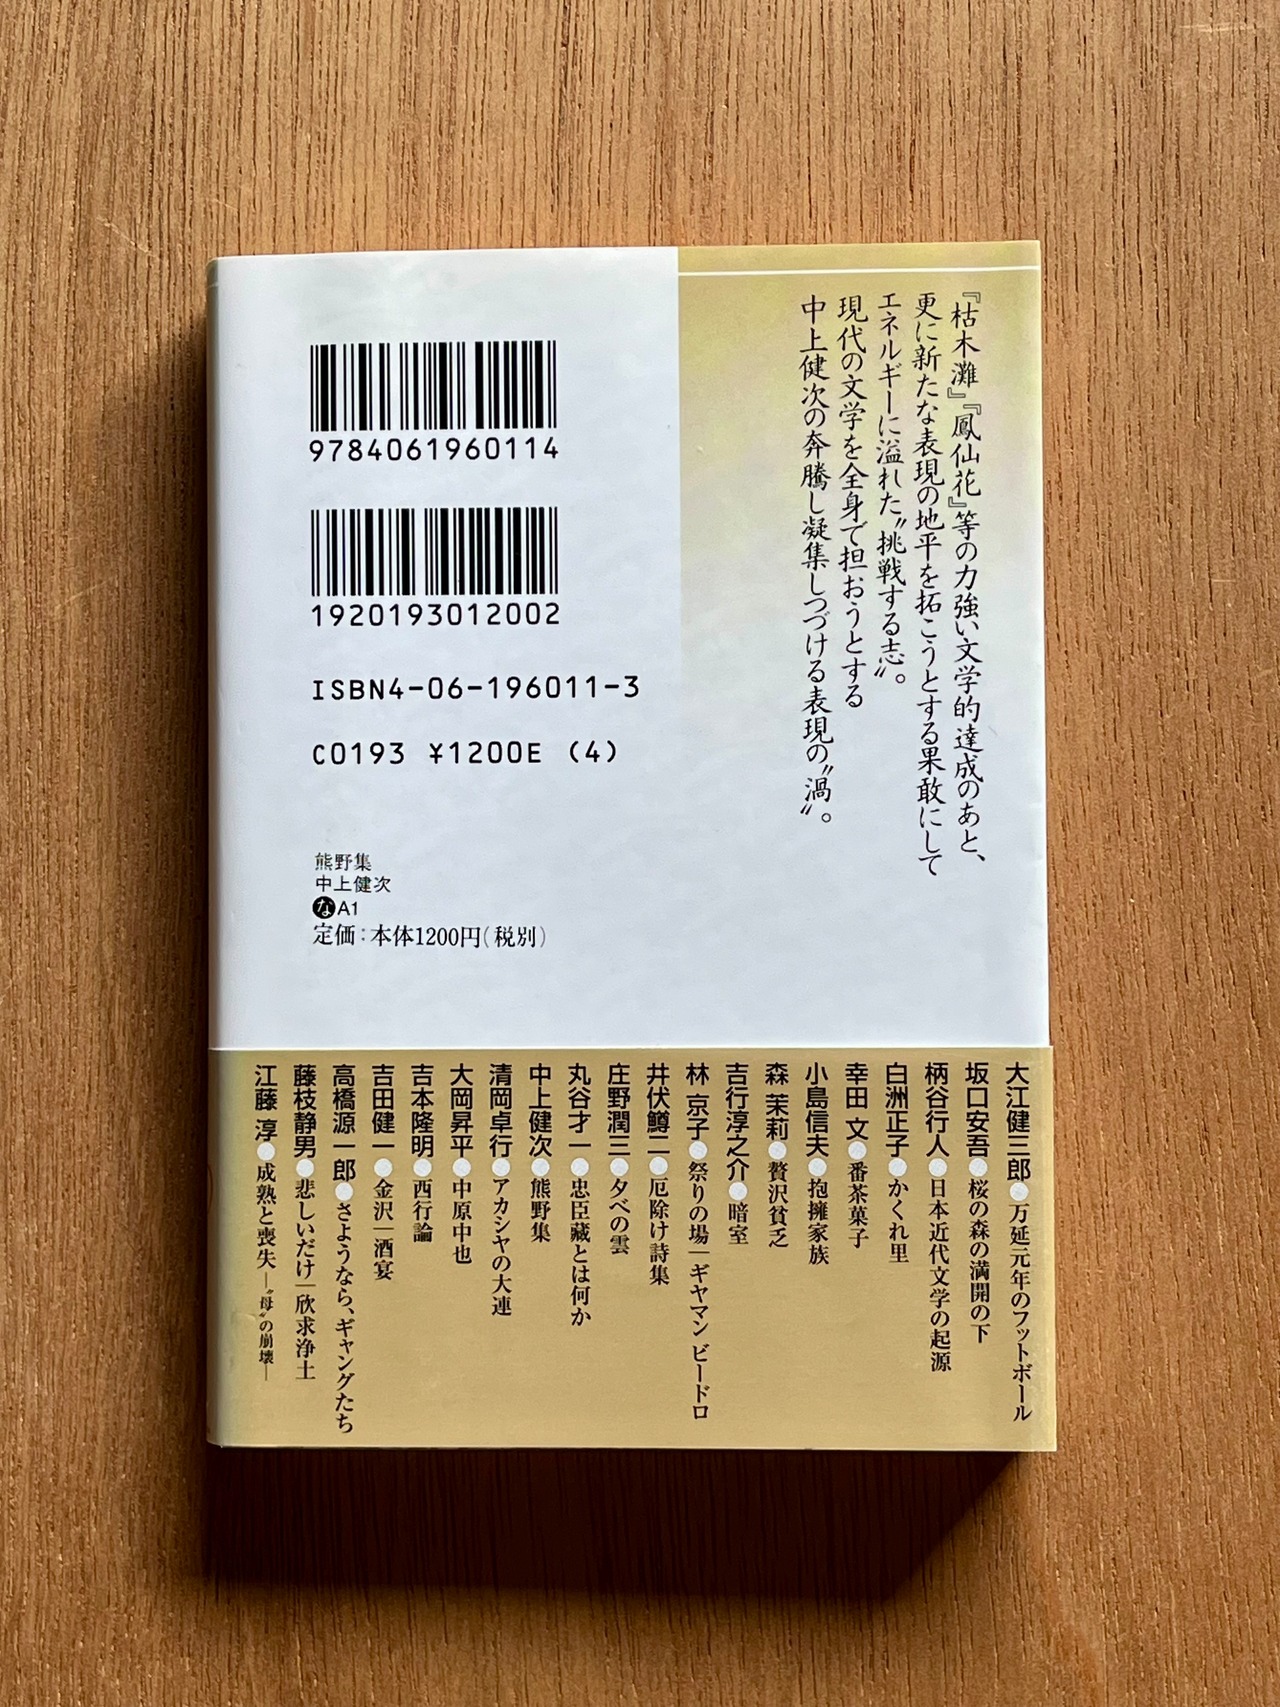 『枯木灘』『鳳仙花』等の力強い文学的達成のあと、
更に新たな表現の地平を拓こうとする果敢にして
エネルギーに溢れた〝挑戦する志〟。
現代の文学を全身で担おうとする
中上健次の奔騰し凝集しつづける表現の〝渦〟。
9784061960114
1920193012002
ISBN4-06-196011-3
C0193 ¥1200E (4)
熊野集
中上健次
なA1
定価:本体1200円(税別)
大江健三郎●万延元年のフットボール
坂口安吾●桜の森の満開の下
柄谷行人●日本近代文学の起源
白洲正子●かくれ里
幸田 文●番茶菓子
小島信夫●抱擁家族
森 茉莉●贅沢貧乏
吉行淳之介●暗室
林 京子●祭りの場|ギヤマン ビードロ
井伏鱒二●厄除け詩集
庄野潤三●夕べの雲
丸谷才一●忠臣藏とは何か
中上健次●熊野集
清岡卓行●アカシヤの大連
大岡昇平●中原中也
吉本隆明●西行論
吉田健一●金沢|酒宴
高橋源一郎●さようなら、ギャングたち
藤枝静男●悲しいだけ|欣求浄土
江藤 淳●成熟と喪失―〝母〟の崩壊―